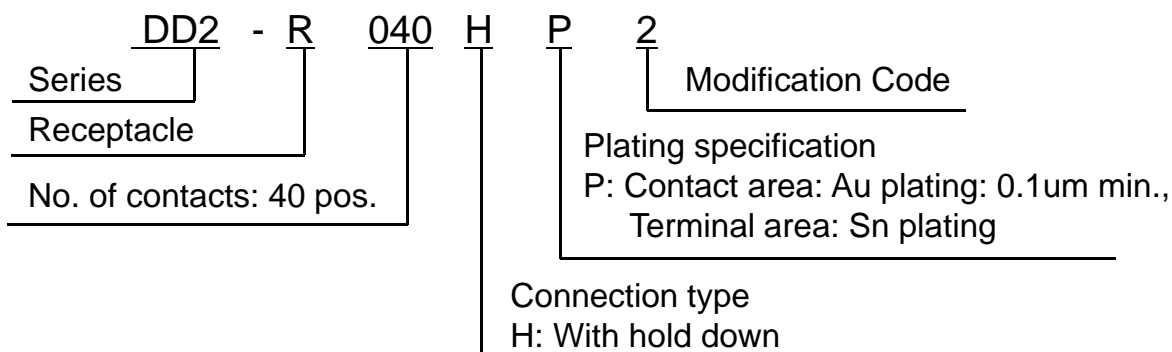 DD2 - R 040 H P 2
Series
Modification Code
Receptacle
Plating specification
P: Contact area: Au plating: 0.1um min.,
No. of contacts: 40 pos.
Terminal area: Sn plating
Connection type
H: With hold down